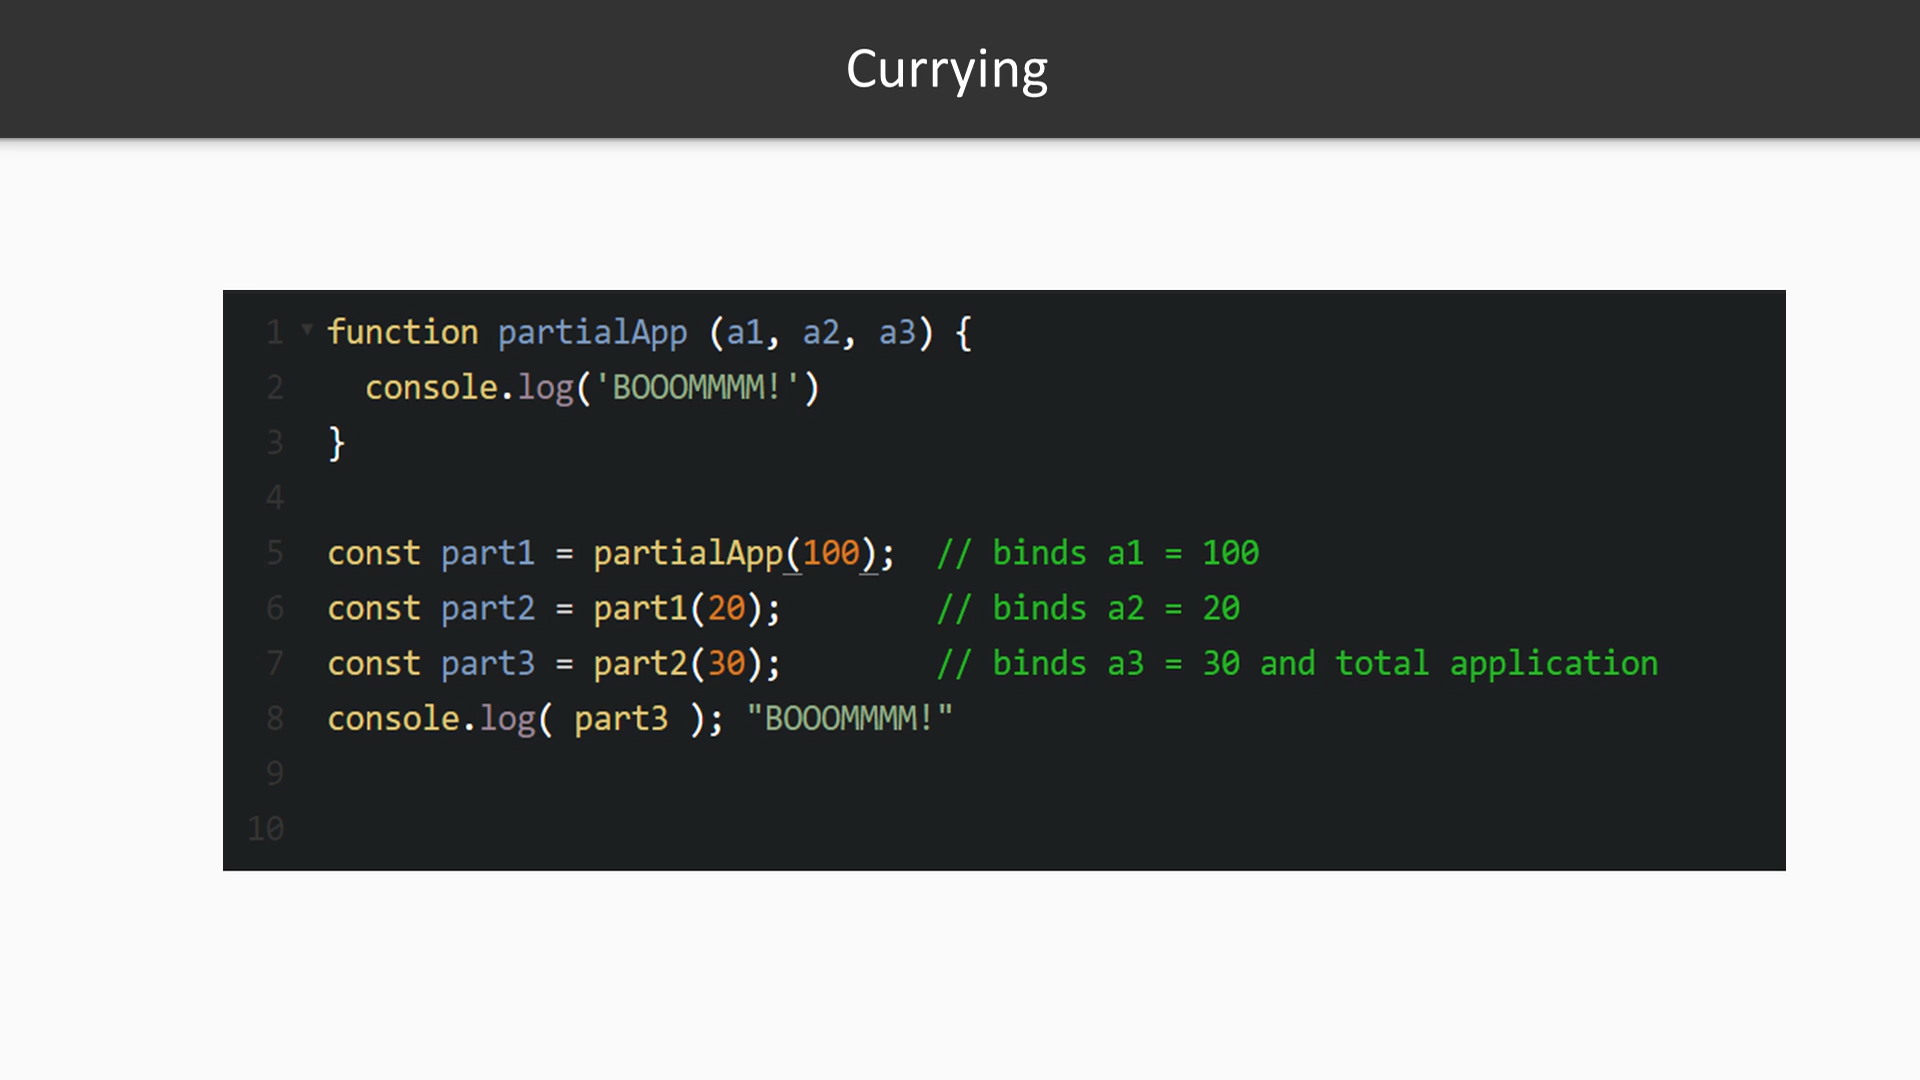 Currying
1 function partialApp (a1, a2, a3) {
2 console.log('BOOOMMMM!')
3 }
4
5 const part1 = partialApp(100); // binds a1 = 100
6 const part2 = part1(20); // binds a2 = 20
7 const part3 = part2(30); // binds a3 = 30 and total application
8 console.log( part3 ); "BOOOMMMM!"
9
10